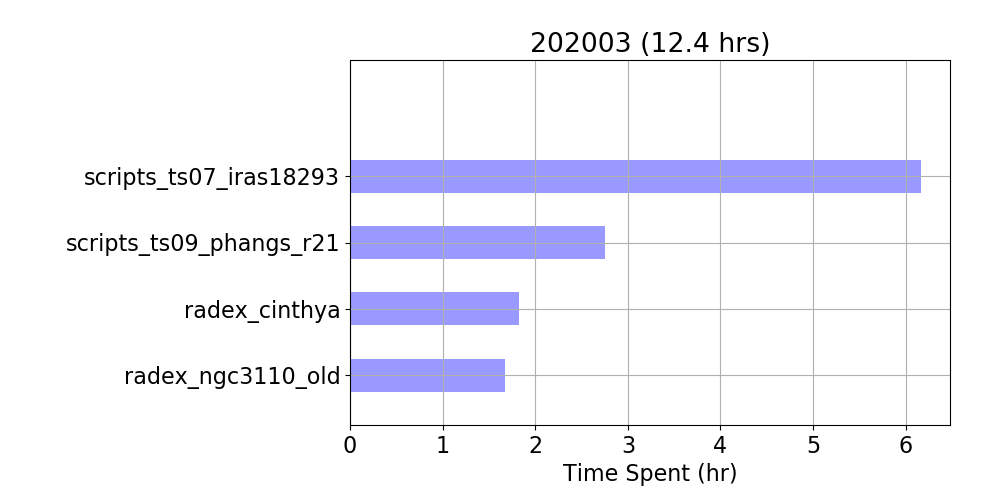 202003 (12.4 hrs)
scripts_ts07_iras18293
scripts_ts09_phangs_r21
radex_cinthya
radex_ngc3110_old
0 1 2 3 4 5 6
Time Spent (hr)